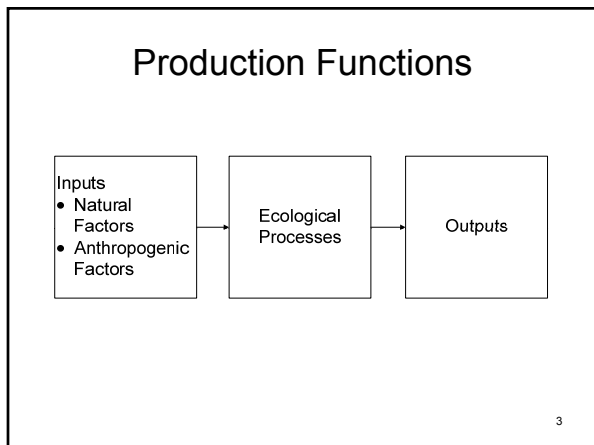 Production Functions
Inputs
• Natural
Factors
• Anthropogenic
Factors
Ecological
Processes
Outputs
3